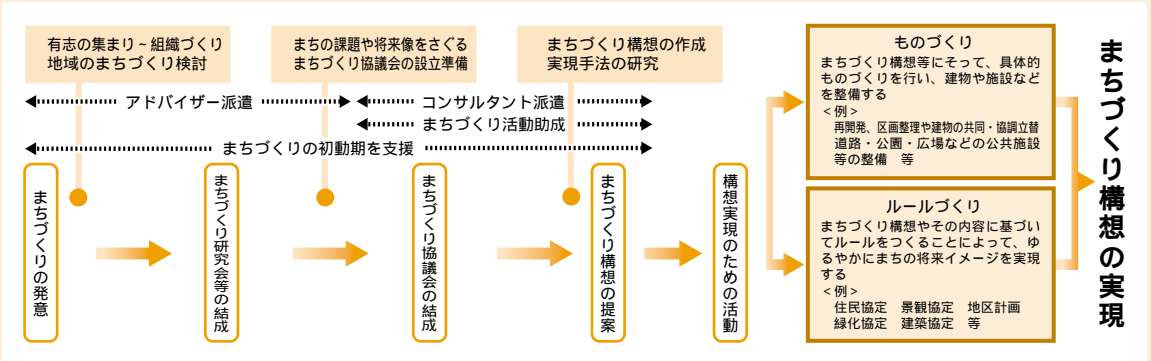 有志の集まり~組織づくり
地域のまちづくり検討
まちの課題や将来像をさぐる
まちづくり協議会の設立準備
まちづくり構想の作成
実現手法の研究
アドバイザー派遣
コンサルタント派遣
まちづくり活動助成
まちづくりの初動期を支援
まちづくりの発意
まちづくり研究会等の結成
まちづくり協議会の結成
まちづくり構想の提案
構想実現のための活動
ものづくり
まちづくり構想等にそって、具体的
ものづくりを行い、建物や施設など
を整備する
<例>
再開発、区画整理や建物の共同・協調立替
道路・公園・広場などの公共施設
等の整備 等
ルールづくり
まちづくり構想やその内容に基づい
てルールをつくることによって、ゆ
るやかにまちの将来イメージを実現
する
<例>
住民協定 景観協定 地区計画
緑化協定 建築協定 等
まちづくり構想の実現